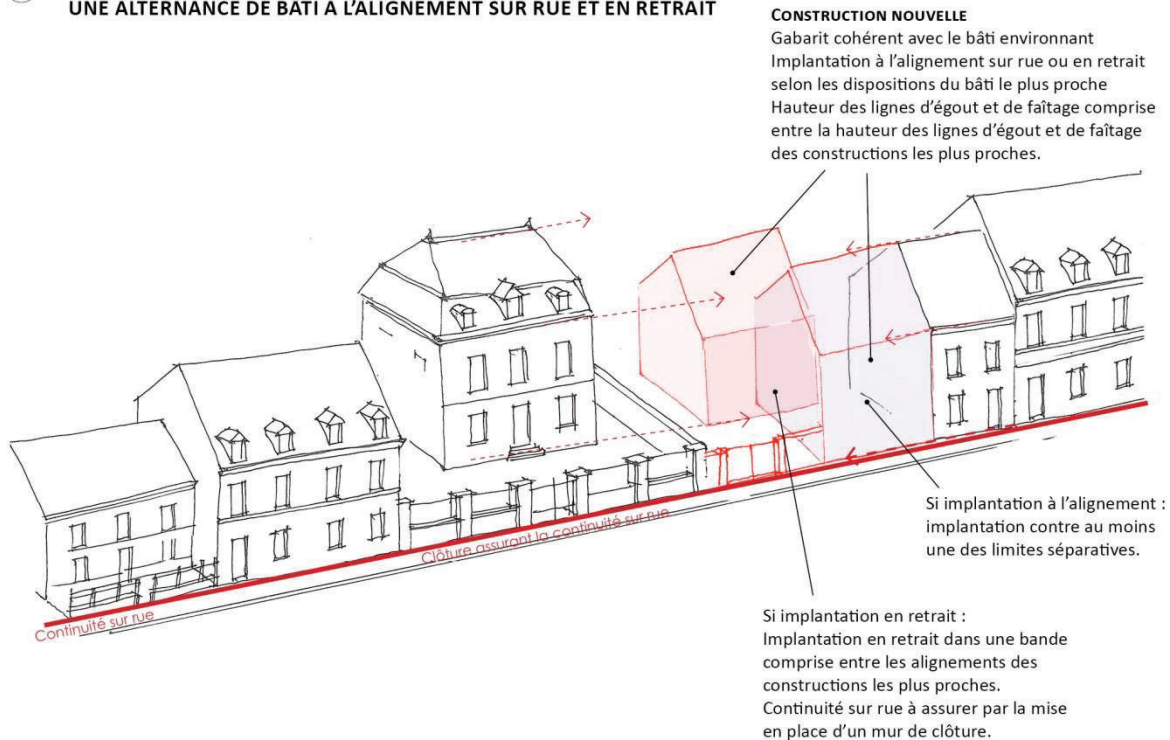 UNE ALTERNANCE DE BÂTI À L’ALIGNEMENT SUR RUE ET EN RETRAIT
CONSTRUCTION NOUVELLE
Gabarit cohérent avec le bâti environnant
Implantation à l’alignement sur rue ou en retrait
selon les dispositions du bâti le plus proche
Hauteur des lignes d’égout et de faîtage comprise
entre la hauteur des lignes d’égout et de faîtage
des constructions les plus proches.
Clôture assurant la continuité sur rue
Continuité sur rue
Si implantation à l’alignement :
implantation contre au moins
une des limites séparatives.
Si implantation en retrait :
Implantation en retrait dans une bande
comprise entre les alignements des
constructions les plus proches.
Continuité sur rue à assurer par la mise
en place d’un mur de clôture.